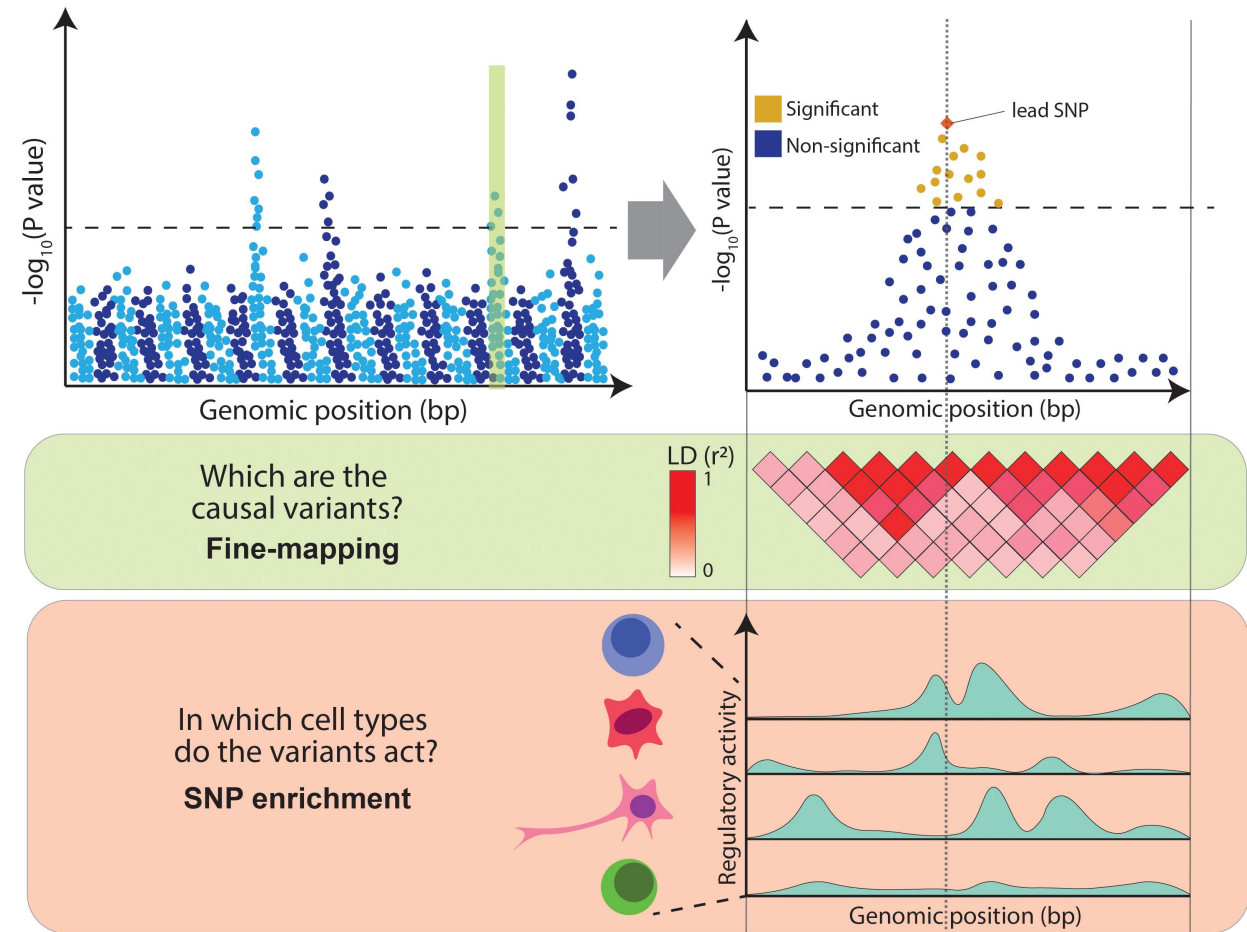 -log₁₀(P value)
Genomic position (bp)
-log₁₀(P value)
Significant
Non-significant
lead SNP
Genomic position (bp)
Which are the
causal variants?
Fine-mapping
LD (r²)
1
0
In which cell types
do the variants act?
SNP enrichment
Regulatory activity
Genomic position (bp)